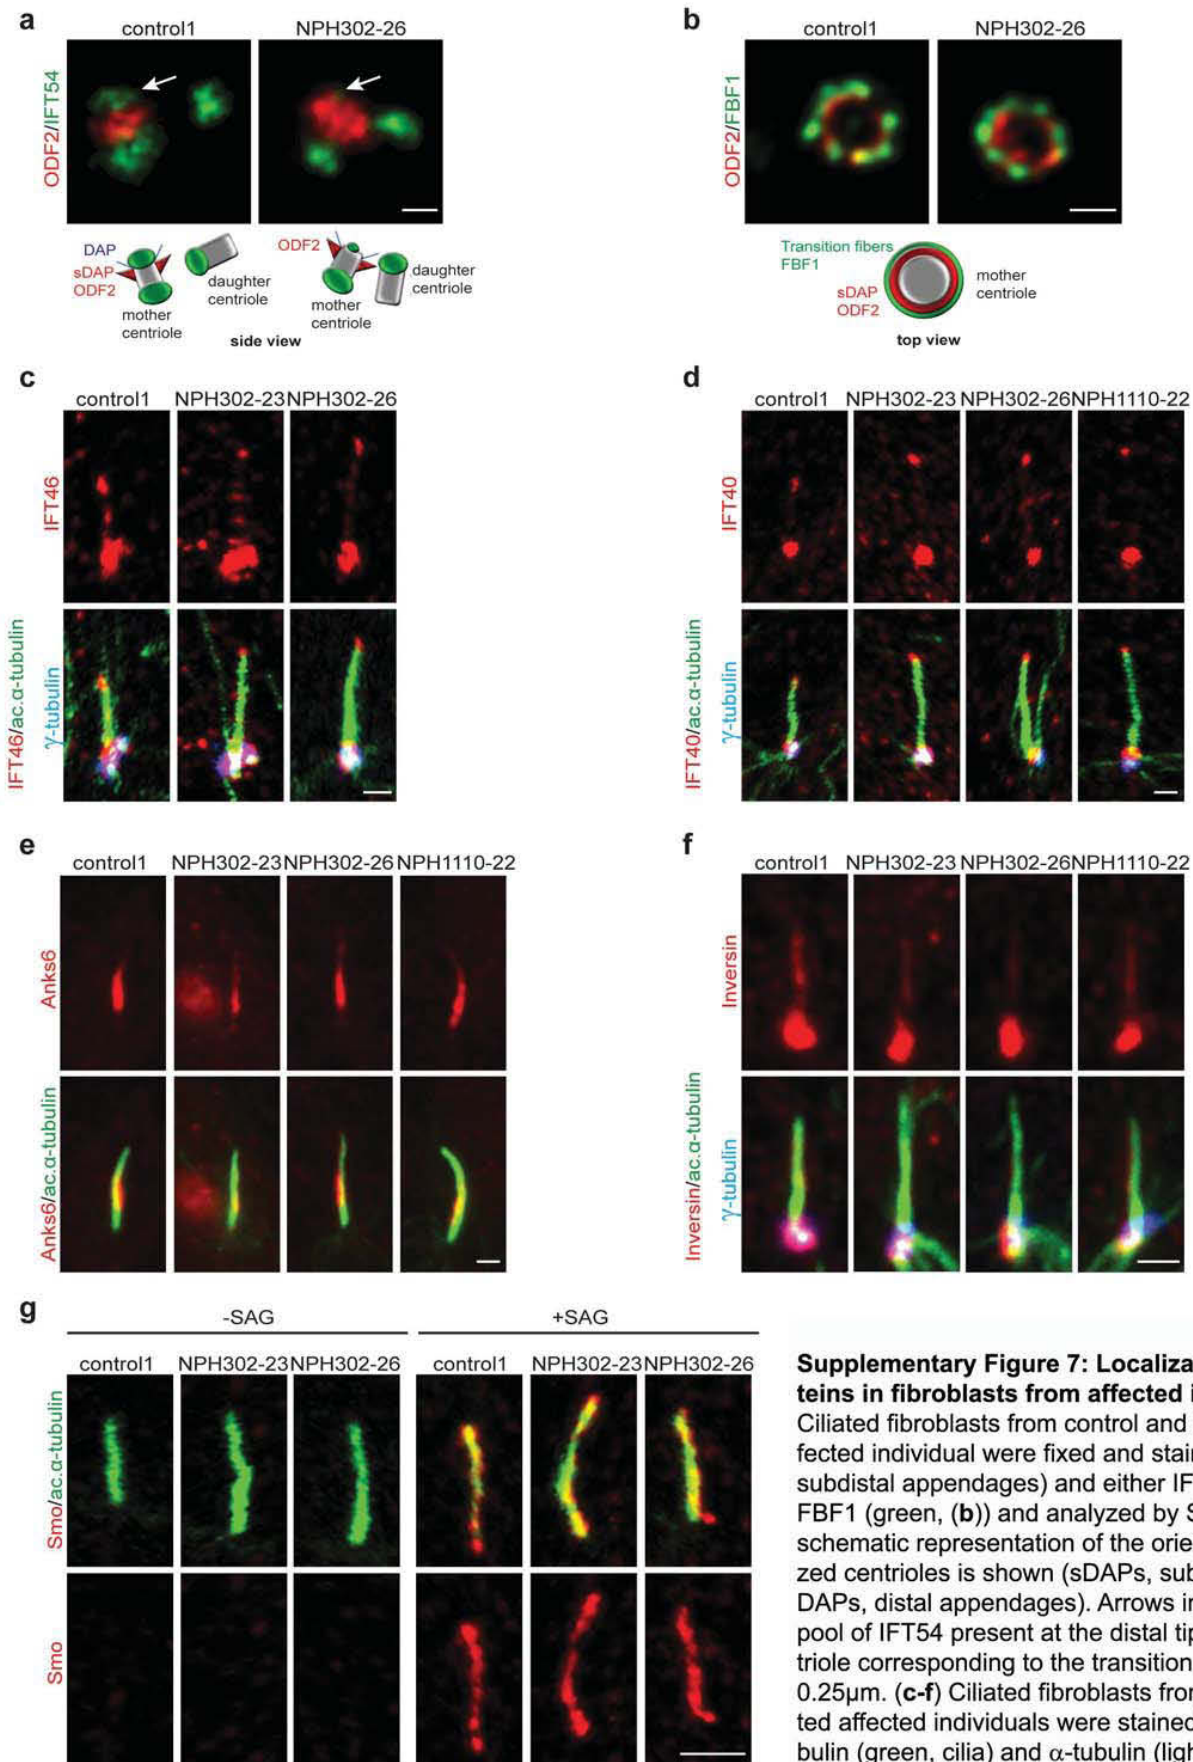 a
control1
NPH302-26
ODF2/IFT54
DAP
sDAP
ODF2
mother
centriole
daughter
centriole
ODF2
mother
centriole
daughter
centriole
side view
b
control1
NPH302-26
ODF2/FBF1
Transition fibers
FBF1
sDAP
ODF2
mother
centriole
top view
c
control1
NPH302-23
NPH302-26
IFT46
IFT46/ac.α-tubulin
γ-tubulin
d
control1
NPH302-23
NPH302-26
NPH1110-22
IFT40
IFT40/ac.α-tubulin
γ-tubulin
e
control1
NPH302-23
NPH302-26
NPH1110-22
Anks6
Anks6/ac.α-tubulin
f
control1
NPH302-23
NPH302-26
NPH1110-22
Inversin
Inversin/ac.α-tubulin
γ-tubulin
g
-SAG
+SAG
control1
NPH302-23
NPH302-26
control1
NPH302-23
NPH302-26
Smo/ac.α-tubulin
Smo
Supplementary Figure 7: Localiza
teins in fibroblasts from affected i
Ciliated fibroblasts from control and
fected individual were fixed and stain
subdistal appendages) and either IF
FBF1 (green, (b)) and analyzed by S
schematic representation of the orie
zed centrioles is shown (sDAPs, sub
DAPs, distal appendages). Arrows in
pool of IFT54 present at the distal tip
triole corresponding to the transition
0.25µm. (c-f) Ciliated fibroblasts from
ted affected individuals were stained
bulin (green, cilia) and α-tubulin (ligh